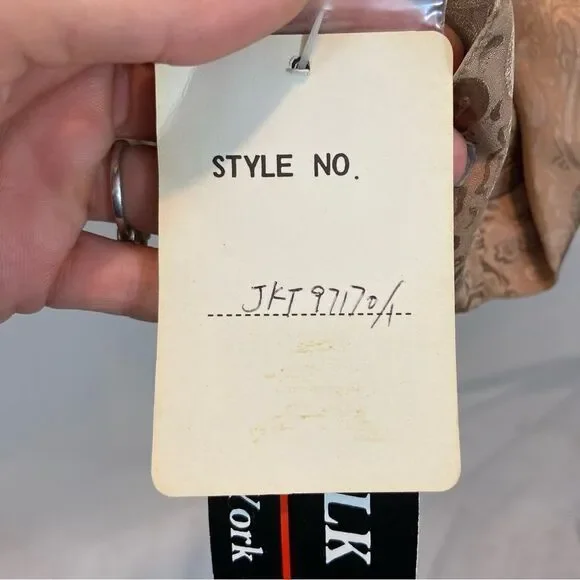 STYLE NO.
JKT 97170/1
LK
York